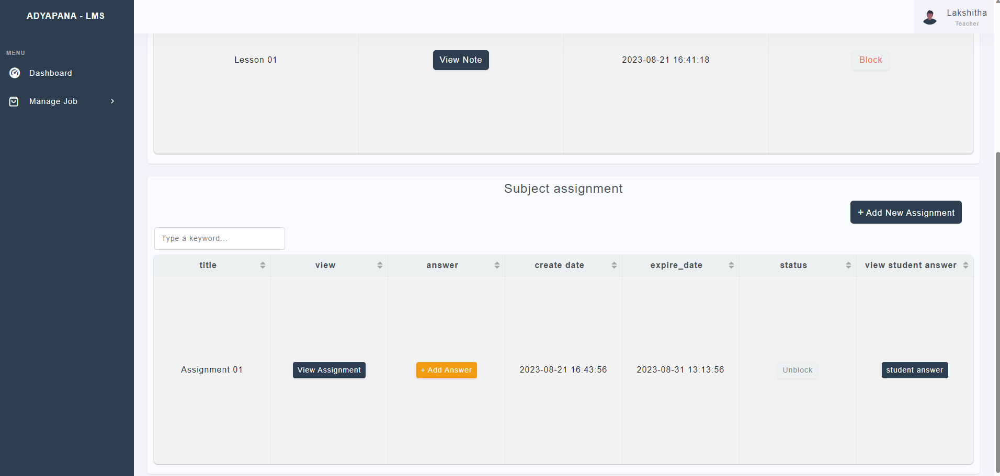 ADYAPANA - LMS
Lakshitha
Teacher
MENU
Dashboard
Manage Job
Lesson 01 View Note 2023-08-21 16:41:18 Block
Subject assignment
+ Add New Assignment
Type a keyword...
title view answer create date expire_date status view student answer
Assignment 01 View Assignment + Add Answer 2023-08-21 16:43:56 2023-08-31 13:13:56 Unblock student answer